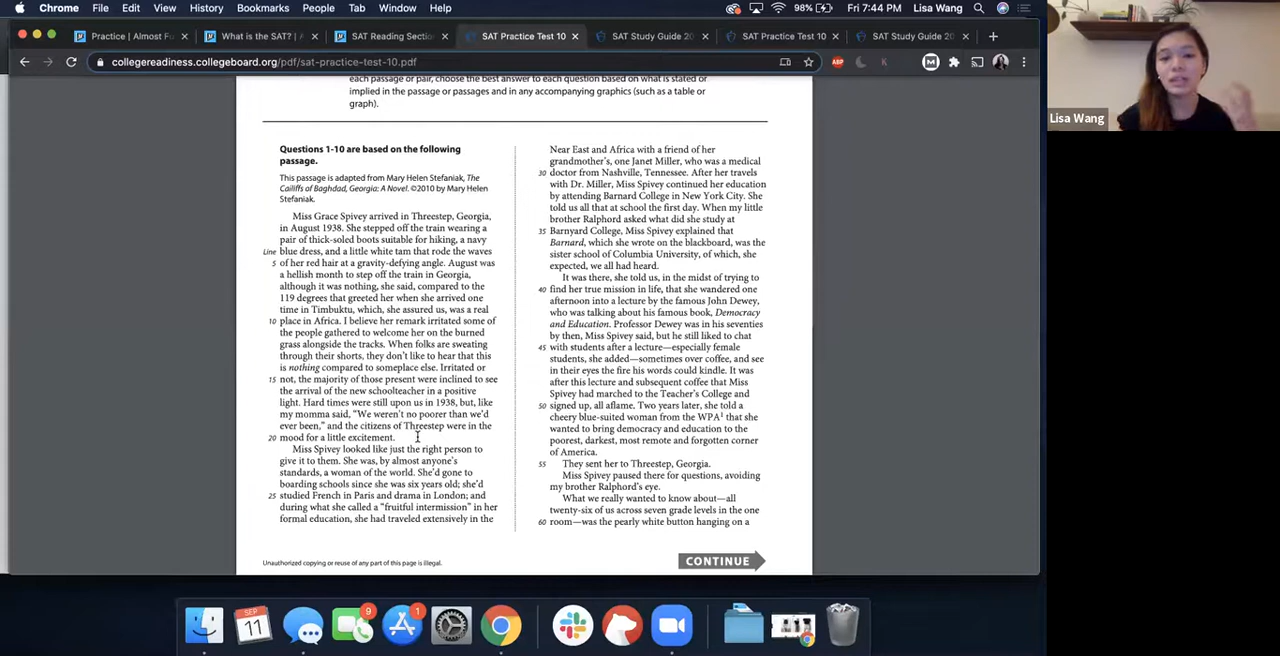 Chrome File Edit View History Bookmarks People Tab Window Help 98% Fri 7:44 PM Lisa Wang
Practice | Almost F
What is the SAT? |
SAT Reading Sectio
SAT Practice Test 10
SAT Study Guide 20
SAT Practice Test 10
SAT Study Guide 20
collegereadiness.collegeboard.org/pdf/sat-practice-test-10.pdf
ABP K M
Lisa Wang
each passage or pair, choose the best answer to each question based on what is stated or
implied in the passage or passages and in any accompanying graphics (such as a table or
graph).
Questions 1-10 are based on the following
passage.
This passage is adapted from Mary Helen Stefaniak, The
Cailiffs of Baghdad, Georgia: A Novel. ©2010 by Mary Helen
Stefaniak.
Miss Grace Spivey arrived in Threestep, Georgia,
in August 1938. She stepped off the train wearing a
pair of thick-soled boots suitable for hiking, a navy
Line blue dress, and a little white tam that rode the waves
5 of her red hair at a gravity-defying angle. August was
a hellish month to step off the train in Georgia,
although it was nothing, she said, compared to the
119 degrees that greeted her when she arrived one
time in Timbuktu, which, she assured us, was a real
10 place in Africa. I believe her remark irritated some of
the people gathered to welcome her on the burned
grass alongside the tracks. When folks are sweating
through their shorts, they don't like to hear that this
is nothing compared to someplace else. Irritated or
15 not, the majority of those present were inclined to see
the arrival of the new schoolteacher in a positive
light. Hard times were still upon us in 1938, but, like
my momma said, "We weren't no poorer than we'd
ever been," and the citizens of Threestep were in the
20 mood for a little excitement.
Miss Spivey looked like just the right person to
give it to them. She was, by almost anyone's
standards, a woman of the world. She'd gone to
boarding schools since she was six years old; she'd
25 studied French in Paris and drama in London; and
during what she called a "fruitful intermission" in her
formal education, she had traveled extensively in the
Near East and Africa with a friend of her
grandmother's, one Janet Miller, who was a medical
30 doctor from Nashville, Tennessee. After her travels
with Dr. Miller, Miss Spivey continued her education
by attending Barnard College in New York City. She
told us all that at school the first day. When my little
brother Ralphord asked what did she study at
35 Barnyard College, Miss Spivey explained that
Barnard, which she wrote on the blackboard, was the
sister school of Columbia University, of which, she
expected, we all had heard.
It was there, she told us, in the midst of trying to
40 find her true mission in life, that she wandered one
afternoon into a lecture by the famous John Dewey,
who was talking about his famous book, Democracy
and Education. Professor Dewey was in his seventies
by then, Miss Spivey said, but he still liked to chat
45 with students after a lecture—especially female
students, she added—sometimes over coffee, and see
in their eyes the fire his words could kindle. It was
after this lecture and subsequent coffee that Miss
Spivey had marched to the Teacher's College and
50 signed up, all aflame. Two years later, she told a
cheery blue-suited woman from the WPA¹ that she
wanted to bring democracy and education to the
poorest, darkest, most remote and forgotten corner
of America.
55 They sent her to Threestep, Georgia.
Miss Spivey paused there for questions, avoiding
my brother Ralphord's eye.
What we really wanted to know about—all
twenty-six of us across seven grade levels in the one
60 room—was the pearly white button hanging on a
Unauthorized copying or reuse of any part of this page is illegal.
CONTINUE
SEP
11
9
1